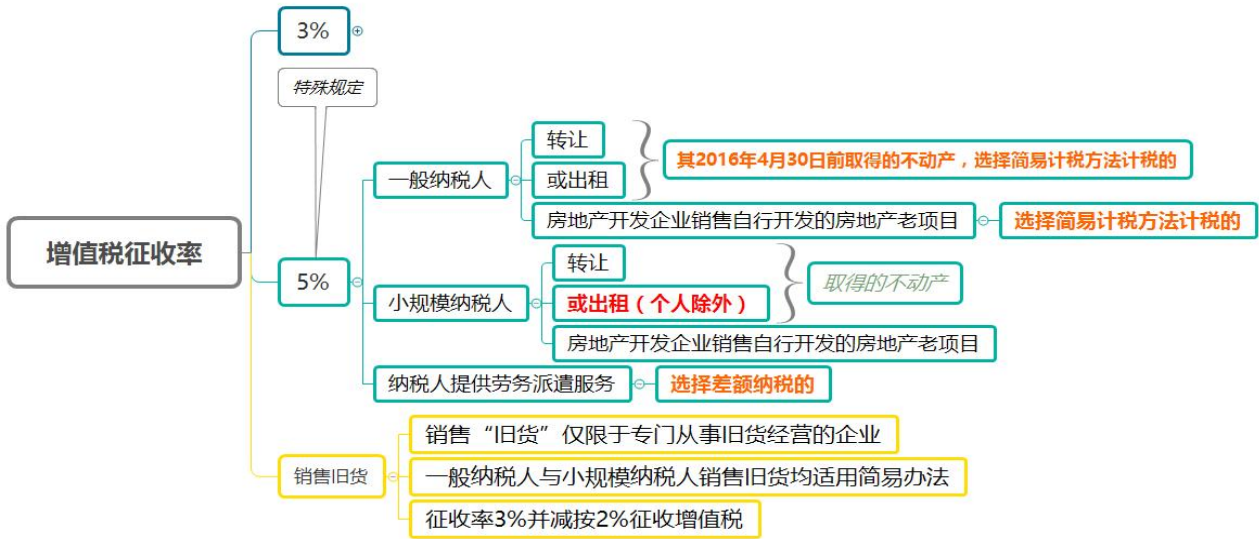 3%
特殊规定
转让
其2016年4月30日前取得的不动产，选择简易计税方法计税的
一般纳税人
或出租
房地产开发企业销售自行开发的房地产老项目
选择简易计税方法计税的
增值税征收率
5%
转让
取得的不动产
小规模纳税人
或出租（个人除外）
房地产开发企业销售自行开发的房地产老项目
纳税人提供劳务派遣服务
选择差额纳税的
销售“旧货”仅限于专门从事旧货经营的企业
销售旧货
一般纳税人与小规模纳税人销售旧货均适用简易办法
征收率3%并减按2%征收增值税